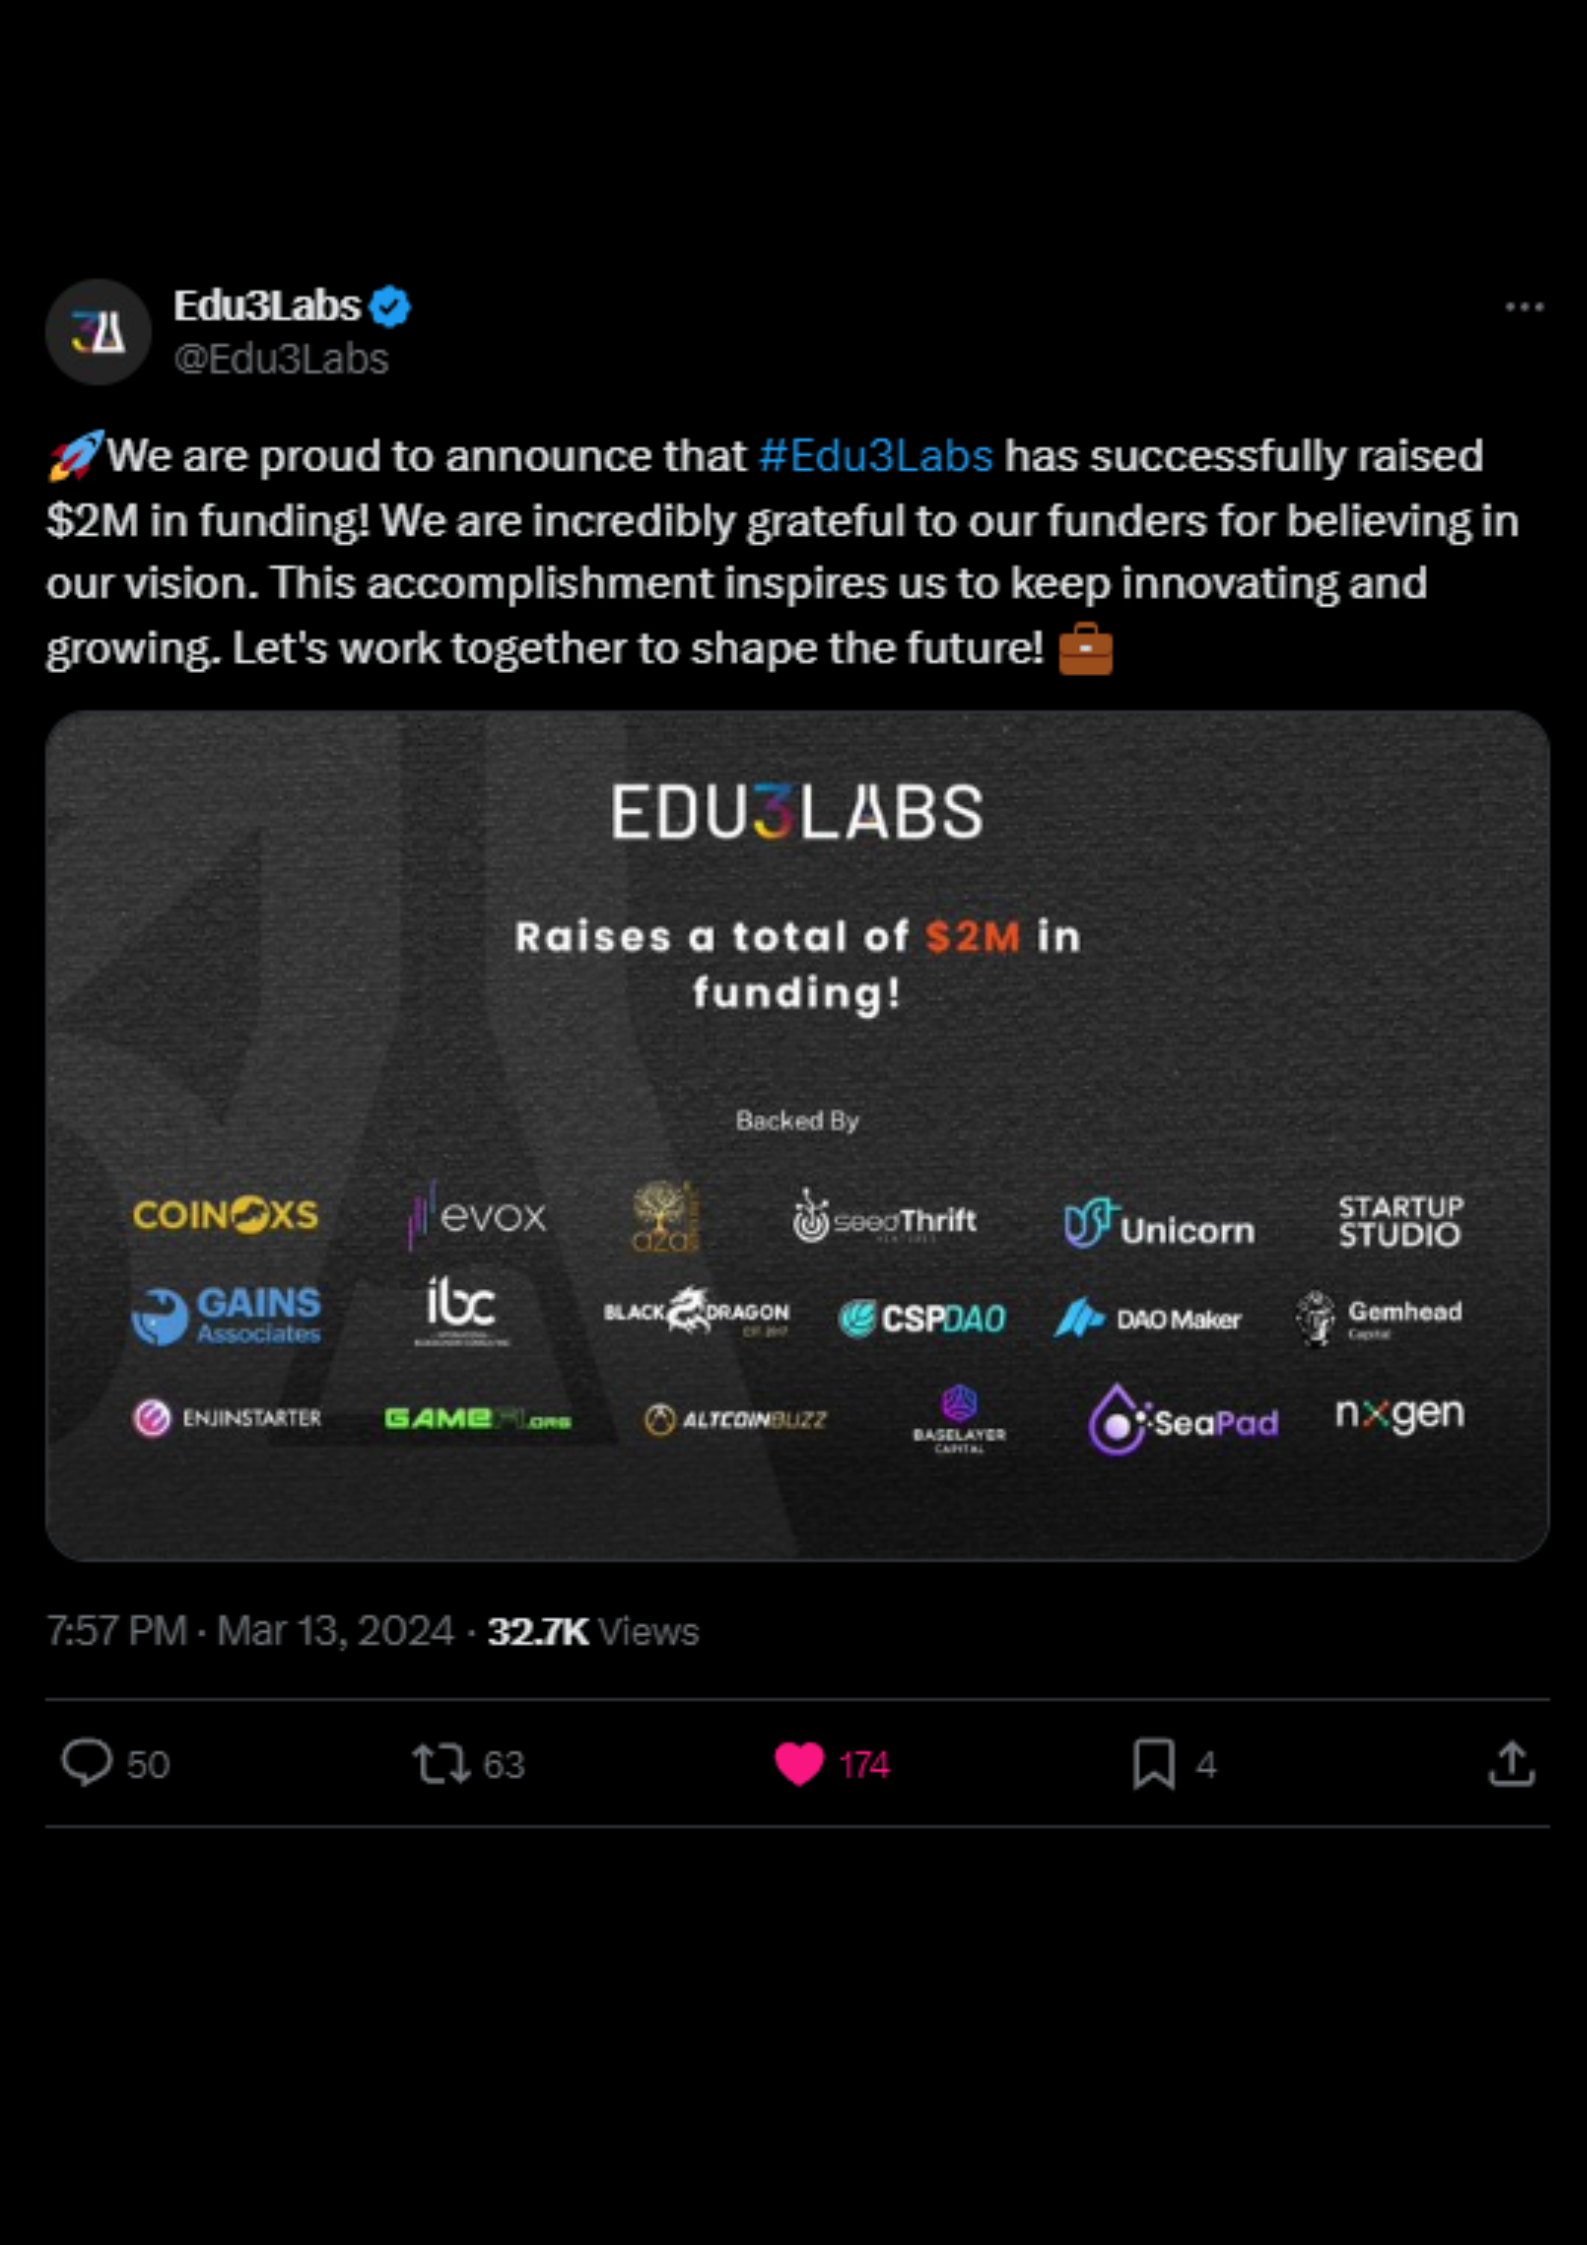 Edu3Labs
@Edu3Labs
🚀We are proud to announce that #Edu3Labs has successfully raised
$2M in funding! We are incredibly grateful to our funders for believing in
our vision. This accomplishment inspires us to keep innovating and
growing. Let's work together to shape the future! 💼
EDU3LABS
Raises a total of $2M in
funding!
Backed By
COINOXS evox aza seedThrift Unicorn STARTUP STUDIO
GAINS Associates ibc BLACK DRAGON CSPDAO DAO Maker Gemhead Capital
ENJINSTARTER GAMEFI.ORG ALTCOINBUZZ BASELAYER CAPITAL SeaPad nxgen
7:57 PM · Mar 13, 2024 · 32.7K Views
50 63 174 4